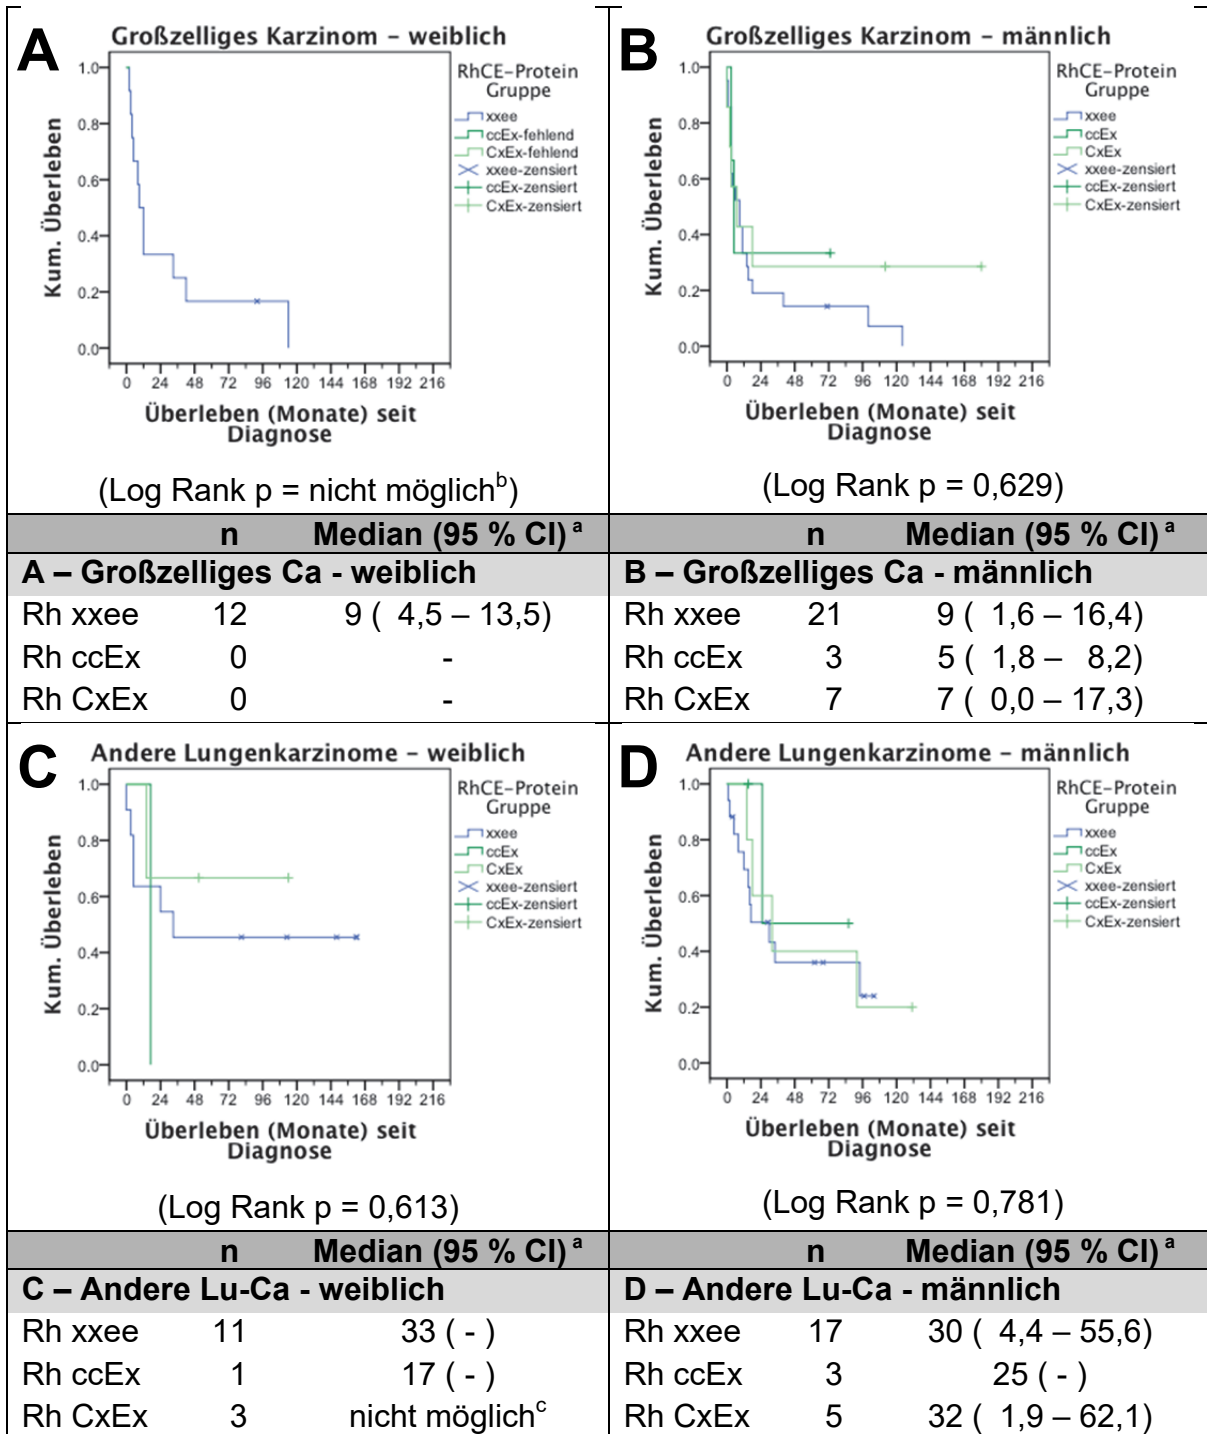 A
Großzelliges Karzinom – weiblich
Kum. Überleben
1.0
0.8
0.6
0.4
0.2
0.0
0 24 48 72 96 120 144 168 192 216
Überleben (Monate) seit
Diagnose
RhCE–Protein
Gruppe
xxee
ccEx-fehlend
CxEx-fehlend
xxee-zensiert
ccEx-zensiert
CxEx-zensiert
(Log Rank p = nicht möglich^b)
B
Großzelliges Karzinom – männlich
Kum. Überleben
1.0
0.8
0.6
0.4
0.2
0.0
0 24 48 72 96 120 144 168 192 216
Überleben (Monate) seit
Diagnose
RhCE–Protein
Gruppe
xxee
ccEx
CxEx
xxee-zensiert
ccEx-zensiert
CxEx-zensiert
(Log Rank p = 0,629)
n Median (95 % CI) ^a
A – Großzelliges Ca - weiblich
Rh xxee 12 9 ( 4,5 – 13,5)
Rh ccEx 0 -
Rh CxEx 0 -
n Median (95 % CI) ^a
B – Großzelliges Ca - männlich
Rh xxee 21 9 ( 1,6 – 16,4)
Rh ccEx 3 5 ( 1,8 – 8,2)
Rh CxEx 7 7 ( 0,0 – 17,3)
C
Andere Lungenkarzinome – weiblich
Kum. Überleben
1.0
0.8
0.6
0.4
0.2
0.0
0 24 48 72 96 120 144 168 192 216
Überleben (Monate) seit
Diagnose
RhCE–Protein
Gruppe
xxee
ccEx
CxEx
xxee-zensiert
ccEx-zensiert
CxEx-zensiert
(Log Rank p = 0,613)
D
Andere Lungenkarzinome – männlich
Kum. Überleben
1.0
0.8
0.6
0.4
0.2
0.0
0 24 48 72 96 120 144 168 192 216
Überleben (Monate) seit
Diagnose
RhCE–Protein
Gruppe
xxee
ccEx
CxEx
xxee-zensiert
ccEx-zensiert
CxEx-zensiert
(Log Rank p = 0,781)
n Median (95 % CI) ^a
C – Andere Lu-Ca - weiblich
Rh xxee 11 33 ( - )
Rh ccEx 1 17 ( - )
Rh CxEx 3 nicht möglich^c
n Median (95 % CI) ^a
D – Andere Lu-Ca - männlich
Rh xxee 17 30 ( 4,4 – 55,6)
Rh ccEx 3 25 ( - )
Rh CxEx 5 32 ( 1,9 – 62,1)